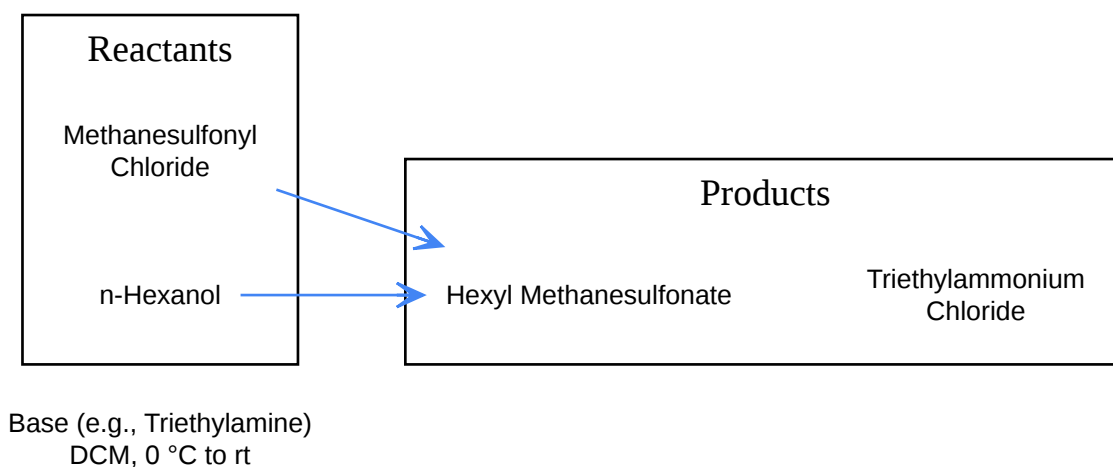 Reactants
Methanesulfonyl
Chloride
n-Hexanol
Products
Hexyl Methanesulfonate
Triethylammonium
Chloride
Base (e.g., Triethylamine)
DCM, 0 °C to rt